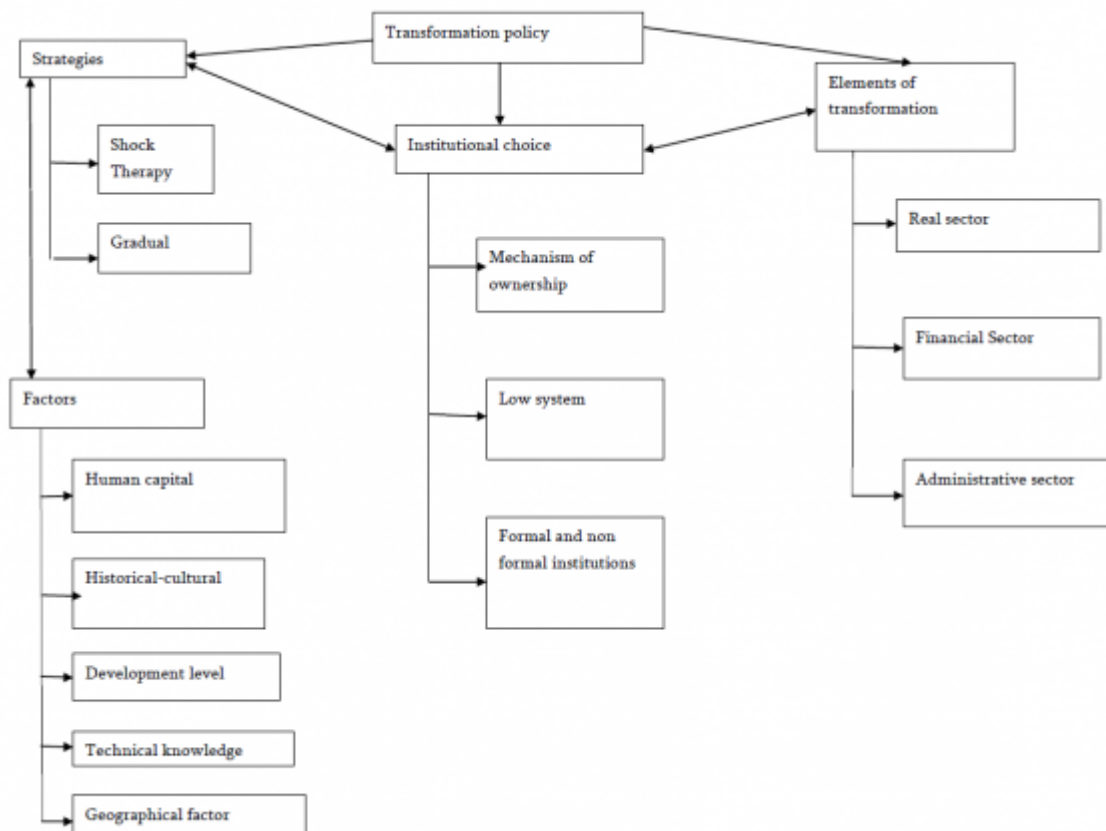 Transformation policy
Strategies
Elements of
transformation
Institutional choice
Shock
Therapy
Gradual
Real sector
Mechanism of
ownership
Financial Sector
Factors
Low system
Human capital
Administrative sector
Formal and non
formal institutions
Historical-cultural
Development level
Technical knowledge
Geographical factor